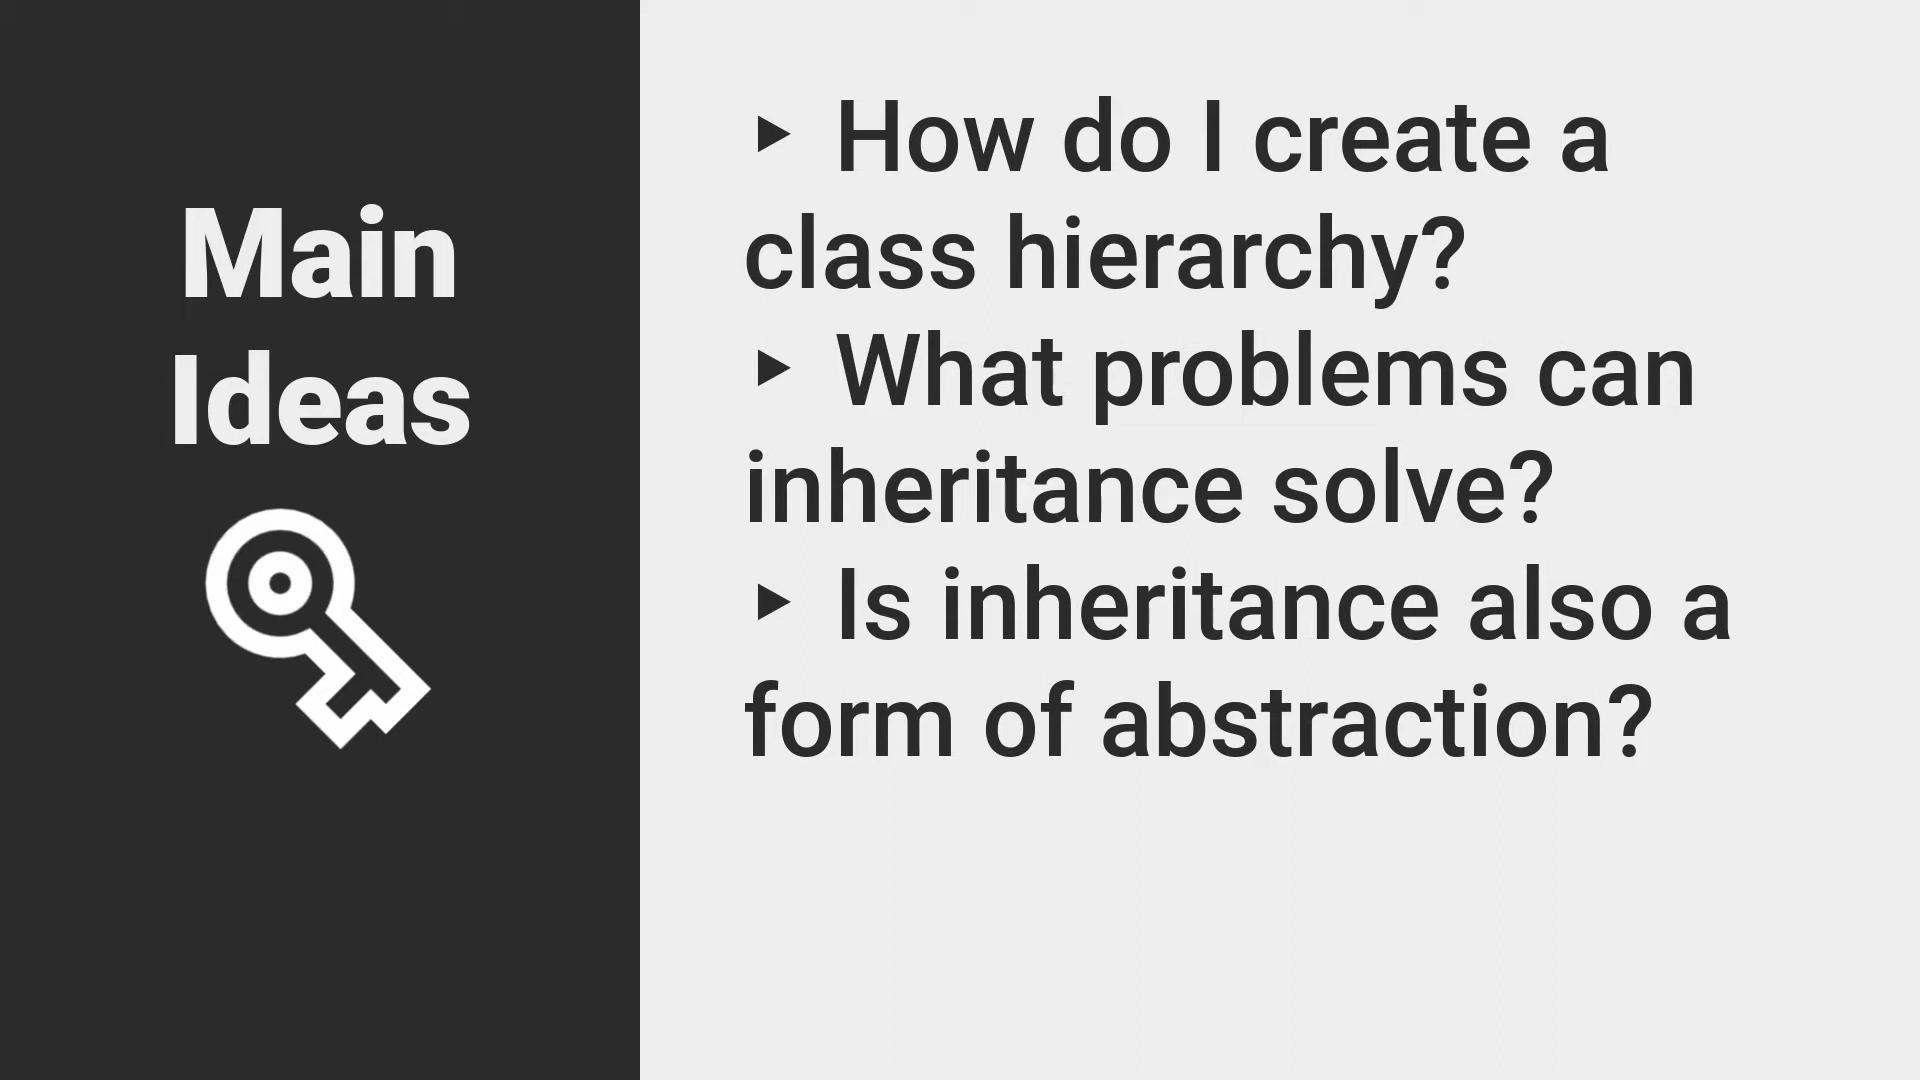 Main
Ideas
‣ How do I create a
class hierarchy?
‣ What problems can
inheritance solve?
‣ Is inheritance also a
form of abstraction?